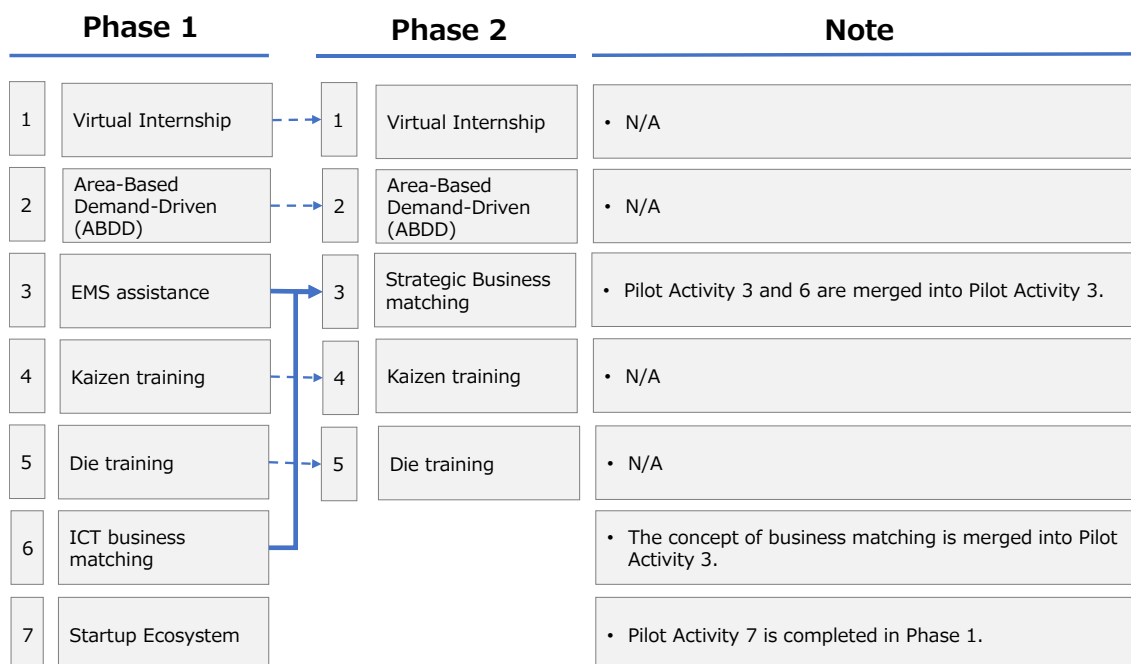 Phase 1
Phase 2
Note
1
Virtual Internship
1
Virtual Internship
• N/A
2
Area-Based
Demand-Driven
(ABDD)
2
Area-Based
Demand-Driven
(ABDD)
• N/A
3
EMS assistance
3
Strategic Business
matching
• Pilot Activity 3 and 6 are merged into Pilot Activity 3.
4
Kaizen training
4
Kaizen training
• N/A
5
Die training
5
Die training
• N/A
6
ICT business
matching
• The concept of business matching is merged into Pilot
Activity 3.
7
Startup Ecosystem
• Pilot Activity 7 is completed in Phase 1.